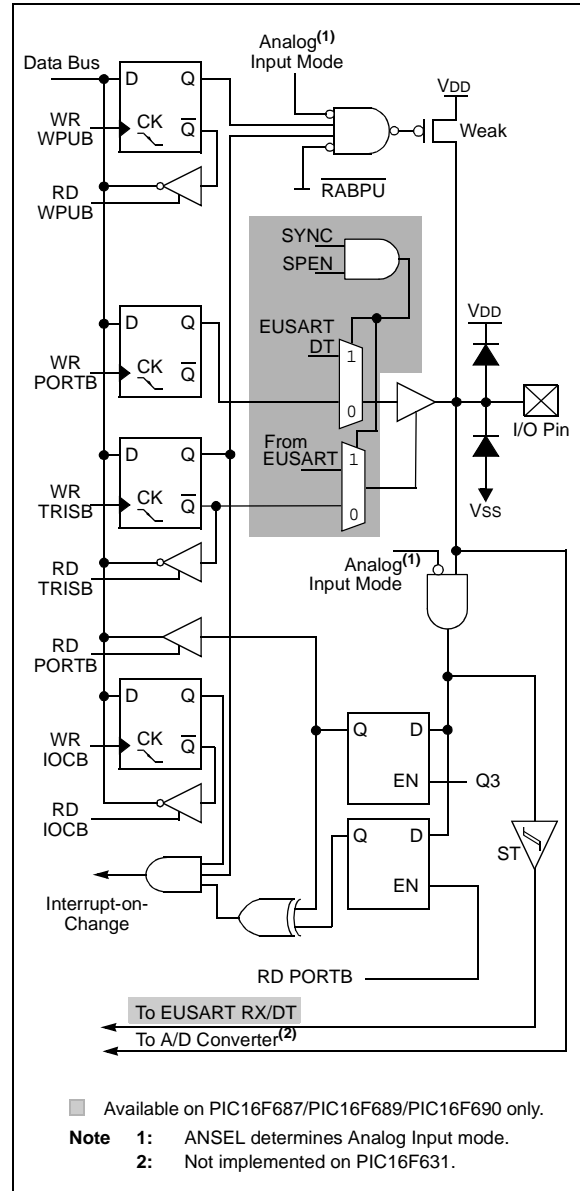 Data Bus
D Q
WR
WPUB
CK Q
RD
WPUB
Analog(1)
Input Mode
VDD
Weak
RABPU
SYNC
SPEN
EUSART
DT
1
0
From
EUSART
1
0
D Q
WR
PORTB
CK Q
VDD
I/O Pin
VSS
D Q
WR
TRISB
CK Q
RD
TRISB
Analog(1)
Input Mode
RD
PORTB
D Q
WR
IOCB
CK Q
RD
IOCB
Q D
EN
Q3
Q D
EN
ST
Interrupt-on-
Change
RD PORTB
To EUSART RX/DT
To A/D Converter(2)
Available on PIC16F687/PIC16F689/PIC16F690 only.
Note 1: ANSEL determines Analog Input mode.
2: Not implemented on PIC16F631.